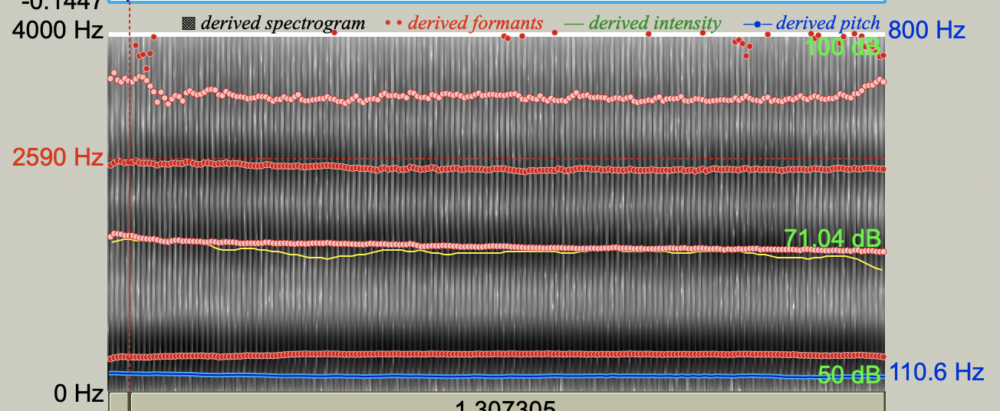 -0.1447
derived spectrogram derived formants derived intensity derived pitch
4000 Hz 800 Hz
100 dB
2590 Hz
71.04 dB
50 dB 110.6 Hz
0 Hz
1.307305